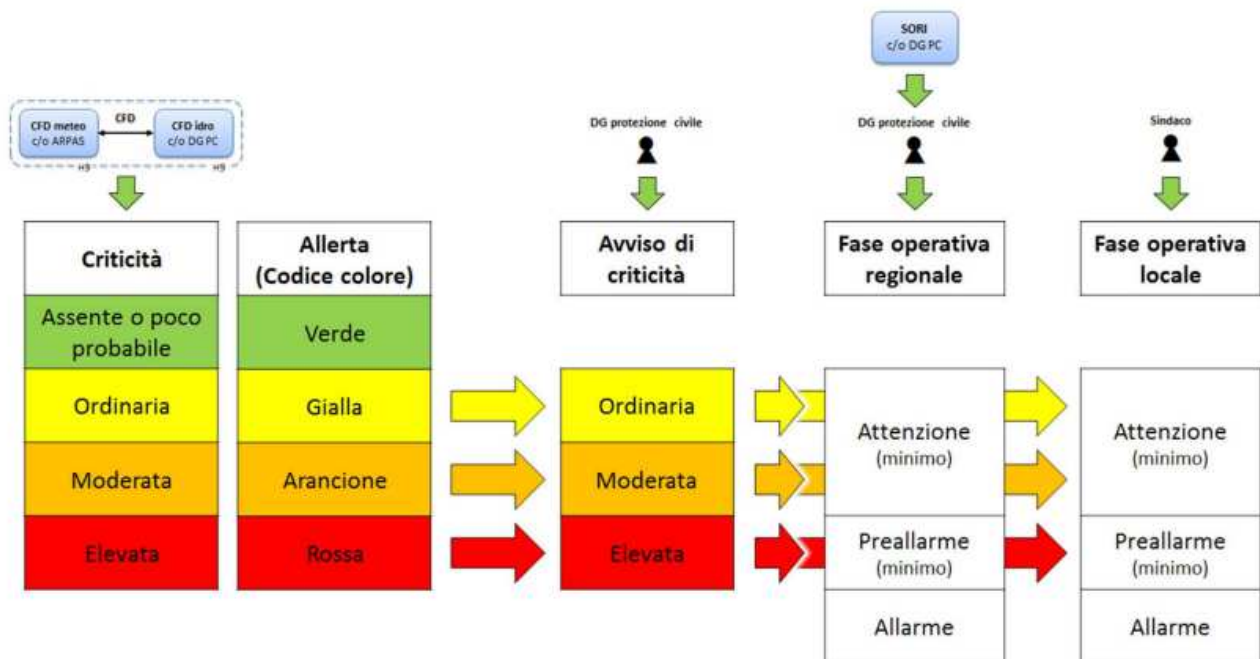 SORI
c/o DG PC
CFD meteo
c/o ARPAS
CFD
CFD idro
c/o DG PC
H9
H9
DG protezione civile
DG protezione civile
Sindaco
Criticità
Allerta
(Codice colore)
Avviso di
criticità
Fase operativa
regionale
Fase operativa
locale
Assente o poco
probabile
Verde
Ordinaria
Gialla
Ordinaria
Attenzione
(minimo)
Attenzione
(minimo)
Moderata
Arancione
Moderata
Elevata
Rossa
Elevata
Preallarme
(minimo)
Preallarme
(minimo)
Allarme
Allarme